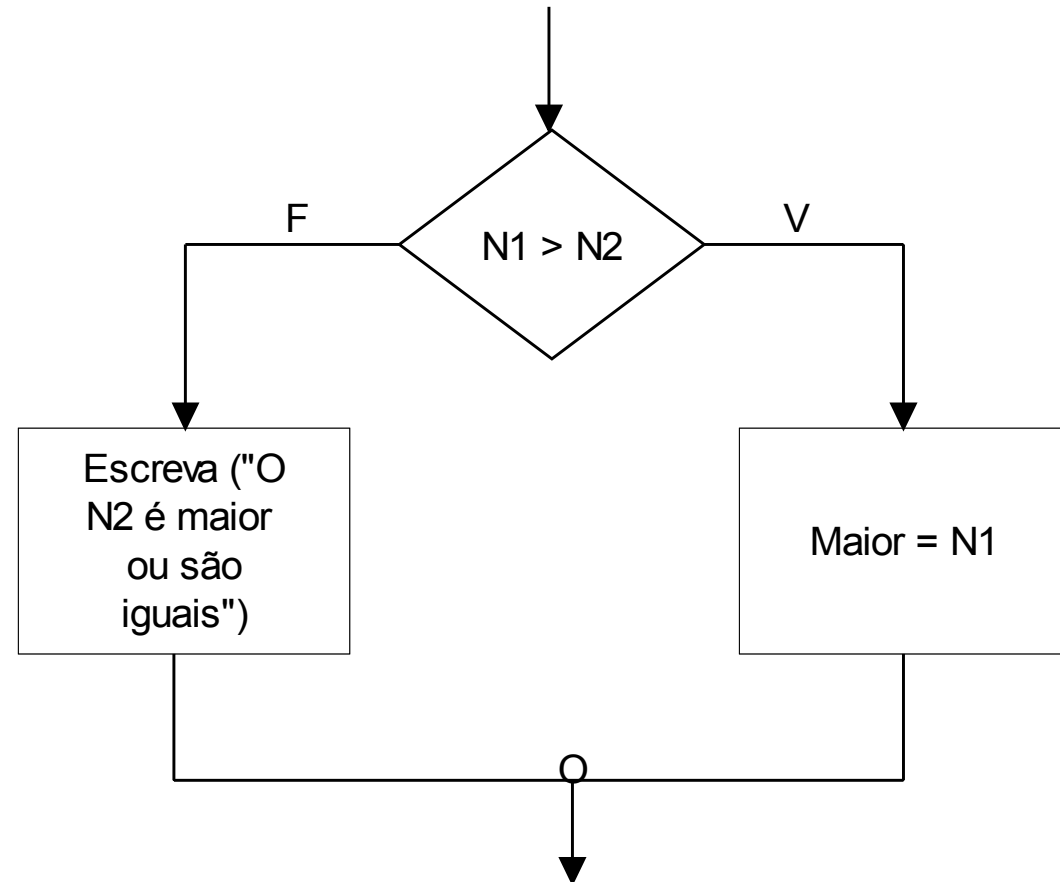 F
V
N1 > N2
Escreva ("O
N2 é maior
ou são
iguais")
Maior = N1
O